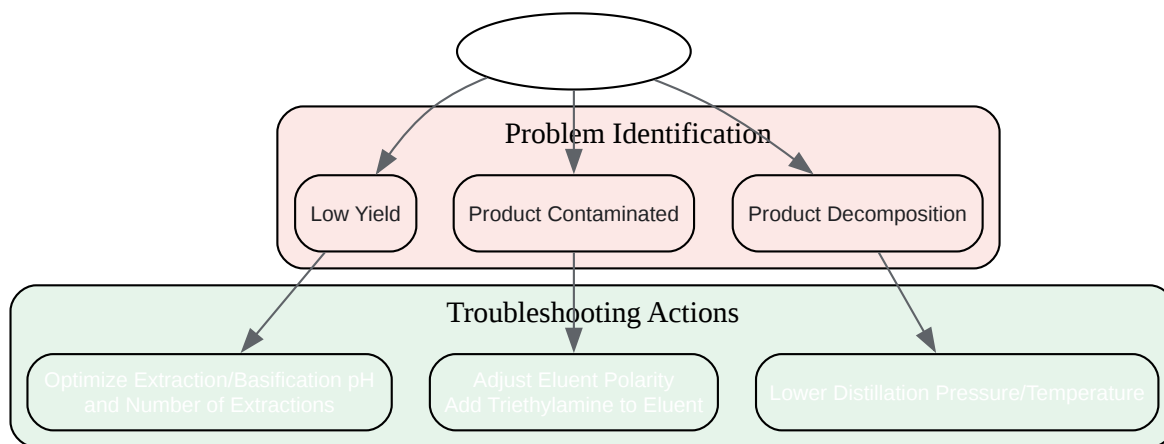 Problem Identification
Low Yield
Product Contaminated
Product Decomposition
Troubleshooting Actions
Optimize Extraction/Basification pH
and Number of Extractions
Adjust Eluent Polarity
Add Triethylamine to Eluent
Lower Distillation Pressure/Temperature